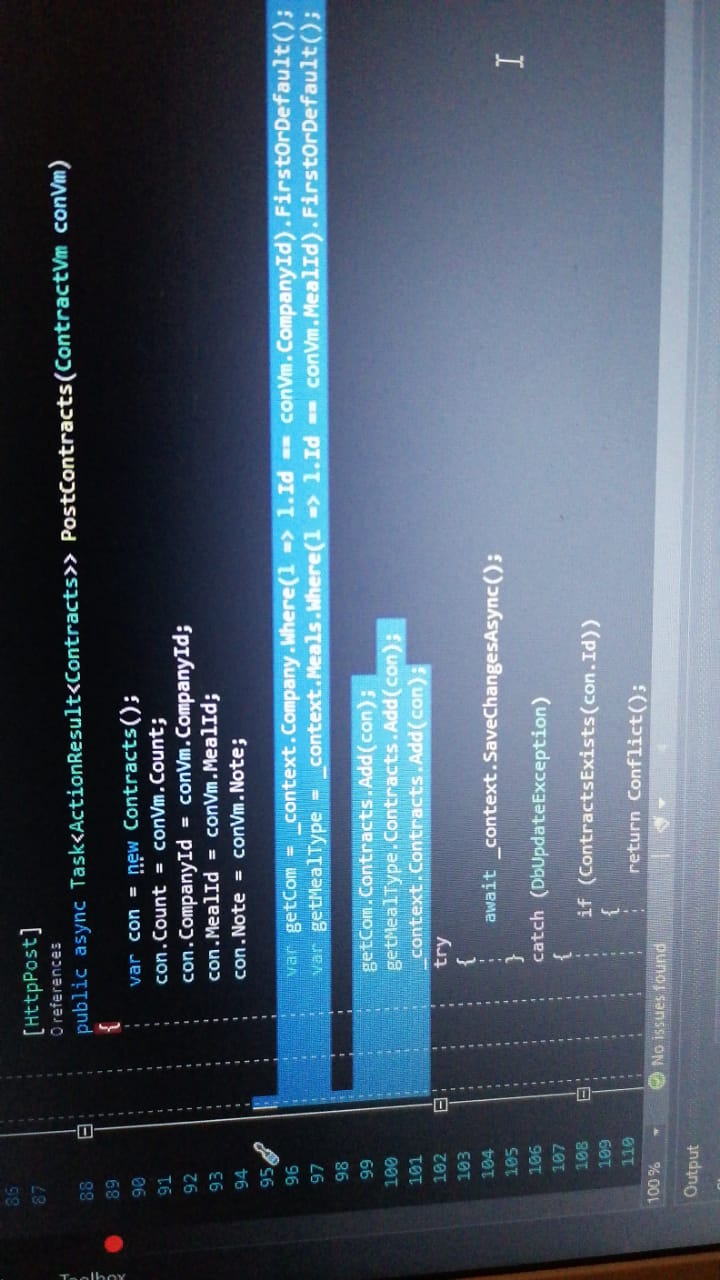 Toolbox
86
87 [HttpPost]
0 references
88 public async Task<ActionResult<Contracts>> PostContracts(ContractVm conVm)
89 {
90 var con = new Contracts();
91 con.Count = conVm.Count;
92 con.CompanyId = conVm.CompanyId;
93 con.MealId = conVm.MealId;
94 con.Note = conVm.Note;
95
96 var getCom = _context.Company.Where(l => l.Id == conVm.CompanyId).FirstOrDefault();
97 var getMealType = _context.Meals.Where(l => l.Id == conVm.MealId).FirstOrDefault();
98
99 getCom.Contracts.Add(con);
100 getMealType.Contracts.Add(con);
101 _context.Contracts.Add(con);
102 try
103 {
104 await _context.SaveChangesAsync();
105 }
106 catch (DbUpdateException)
107 {
108 if (ContractsExists(con.Id))
109 {
110 return Conflict();
100 % No issues found
Output